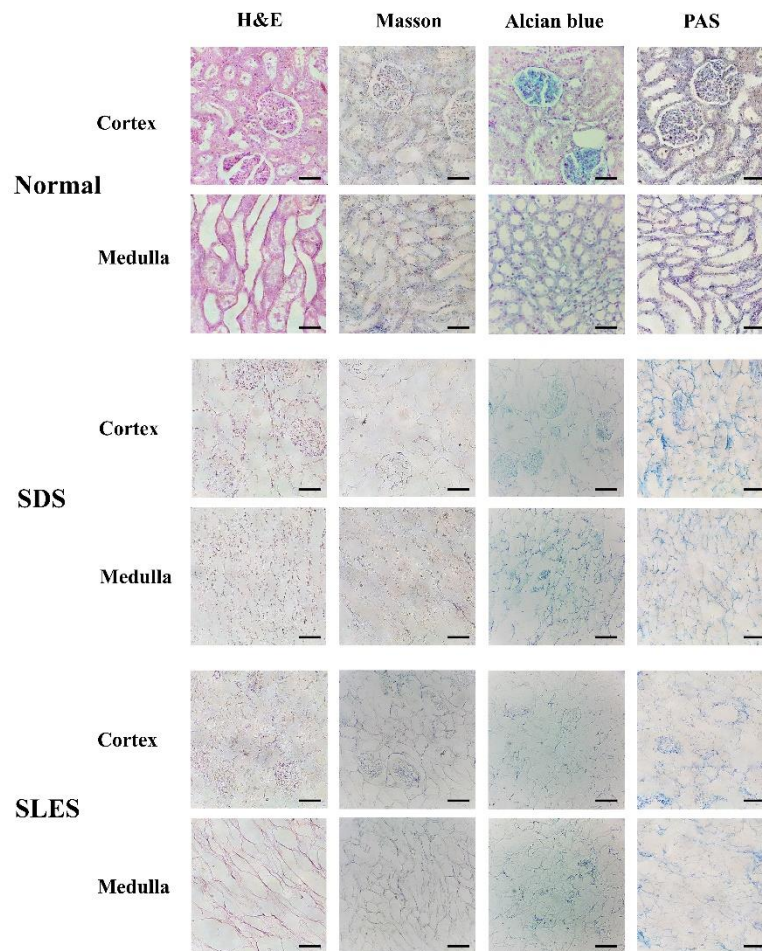 H&E Masson Alcian blue PAS
Cortex
Normal
Medulla
Cortex
SDS
Medulla
Cortex
SLES
Medulla